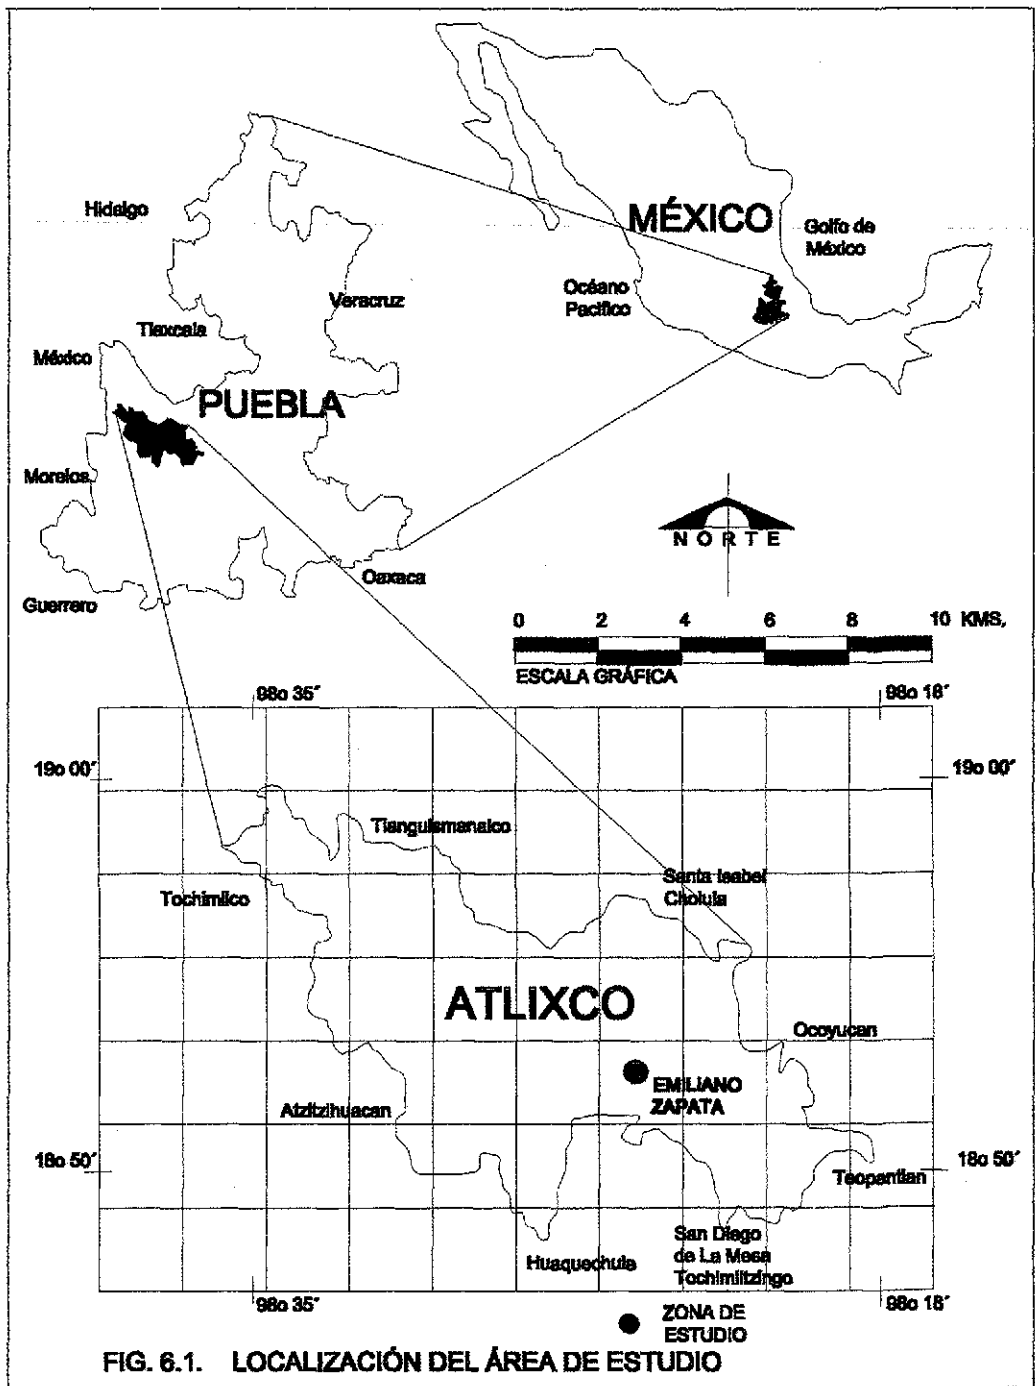 MÉXICO
Golfo de
México
Océano
Pacífico
Hidalgo
Veracruz
Tlaxcala
México
PUEBLA
Morelos
Oaxaca
Guerrero
NORTE
0 2 4 6 8 10 KMS,
ESCALA GRÁFICA
98o 35´ 98o 18´
19o 00´ 19o 00´
Tianguismanalco
Santa Isabel
Cholula
Tochimilco
ATLIXCO
Ocoyucan
EMILIANO
ZAPATA
Atzitzihuacan
18o 50´ 18o 50´
Teopantlan
San Diego
de La Mesa
Tochimiltzingo
Huaquechula
98o 35´ 98o 18´
ZONA DE
ESTUDIO
FIG. 6.1. LOCALIZACIÓN DEL ÁREA DE ESTUDIO